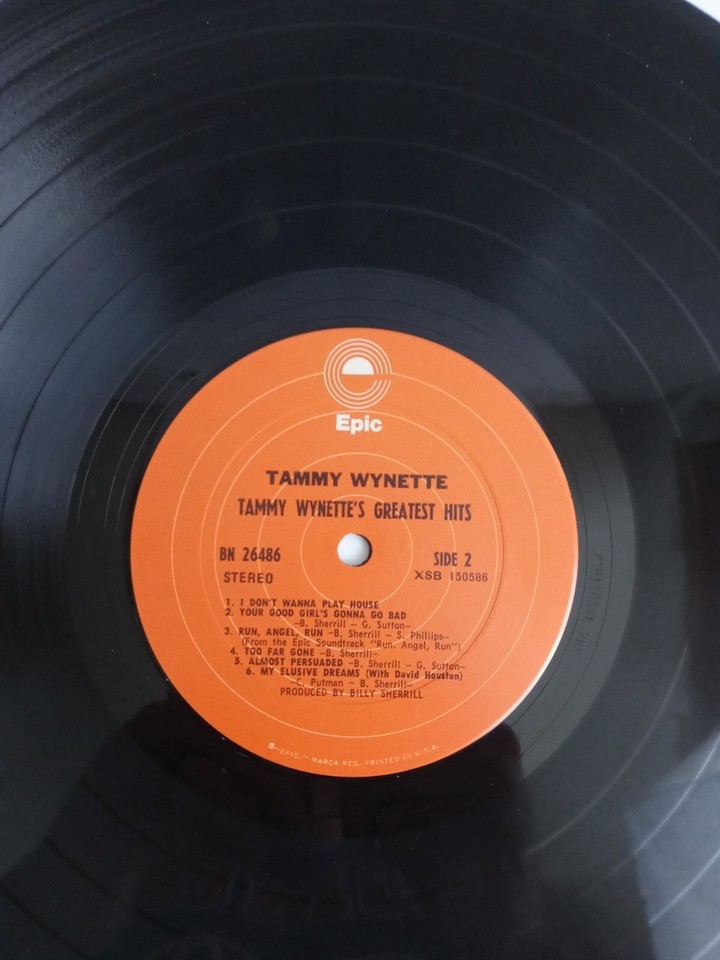 Epic
TAMMY WYNETTE
TAMMY WYNETTE'S GREATEST HITS
BN 26486
SIDE 2
STEREO
XSB 150586
1. I DON'T WANNA PLAY HOUSE
2. YOUR GOOD GIRL'S GONNA GO BAD
–B. Sherrill – G. Sutton–
3. RUN, ANGEL, RUN –B. Sherrill – S. Phillips–
(From the Epic Soundtrack "Run, Angel, Run")
4. TOO FAR GONE –B. Sherrill–
5. ALMOST PERSUADED –B. Sherrill – G. Sutton–
6. MY ELUSIVE DREAMS (With David Houston)
–C. Putman – B. Sherrill–
PRODUCED BY BILLY SHERRILL
"EPIC," MARCA REG. PRINTED IN U.S.A.